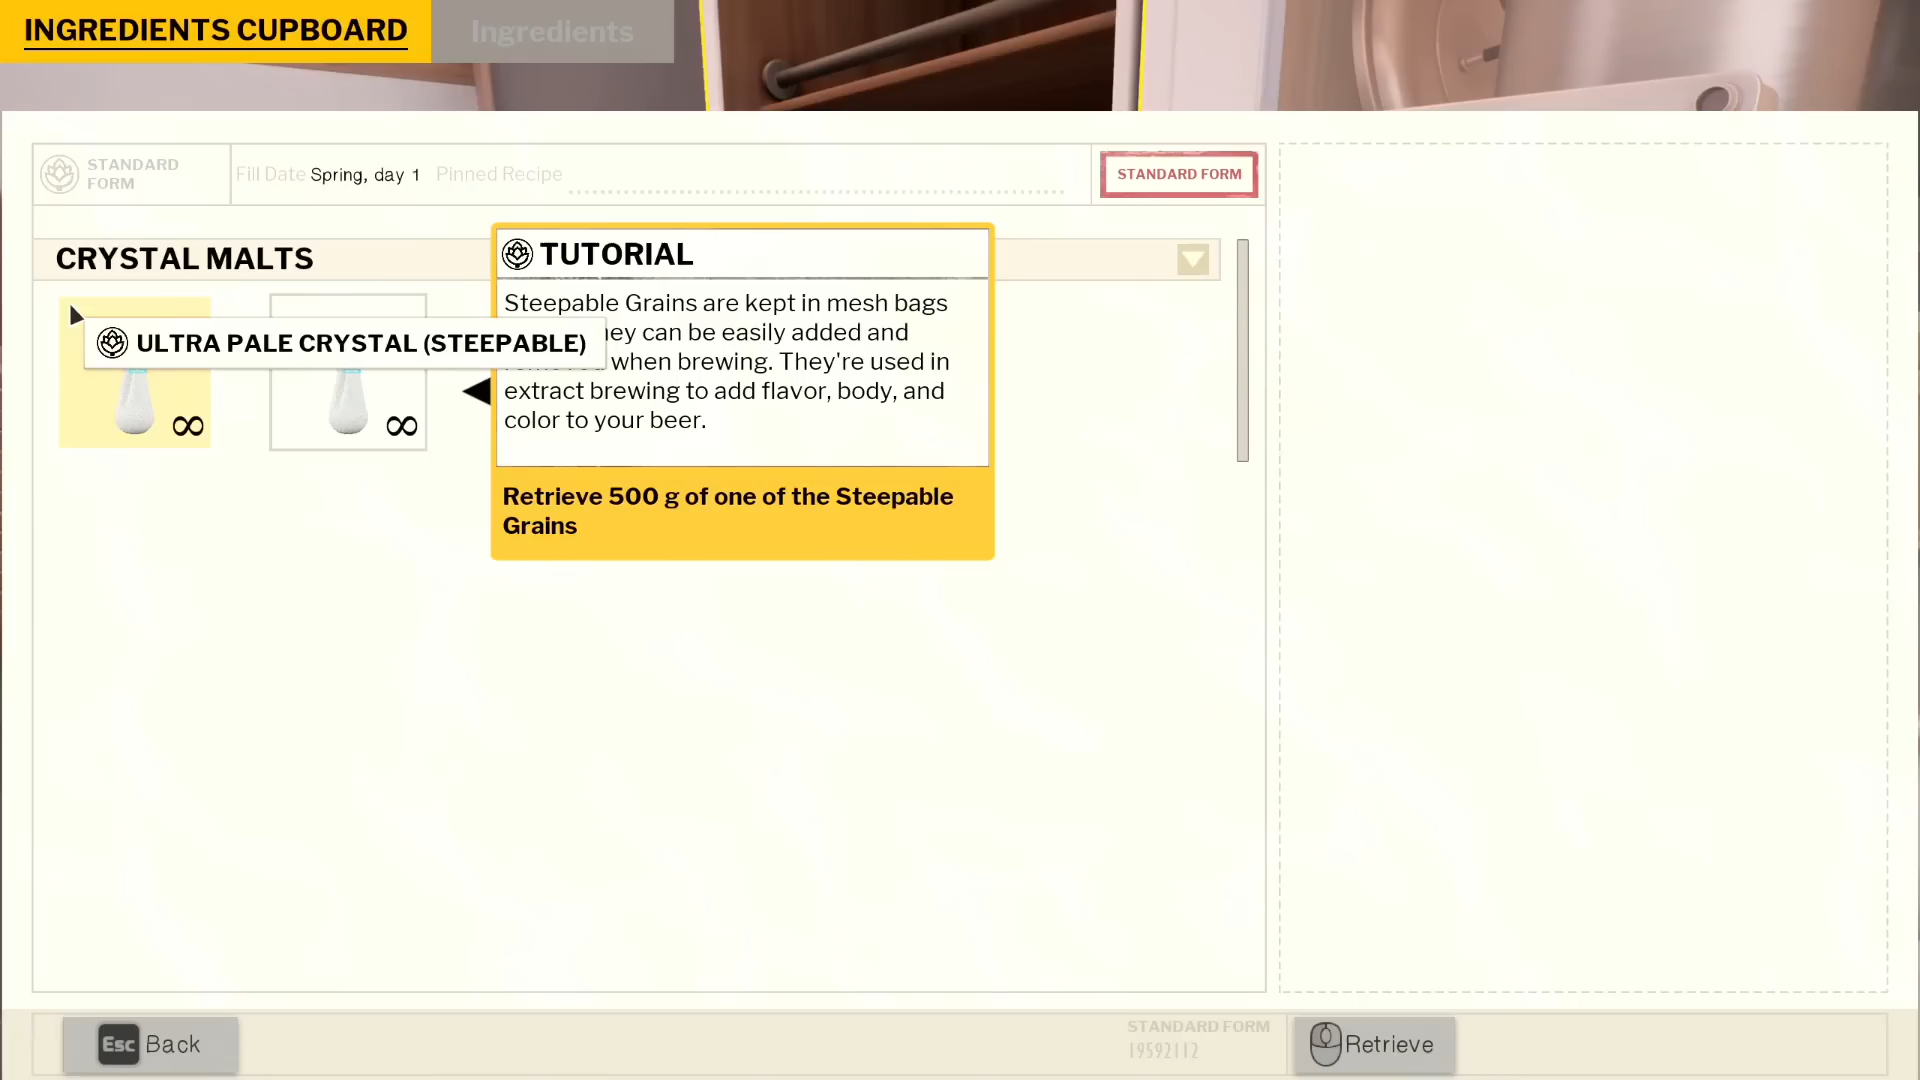 INGREDIENTS CUPBOARD
Ingredients
STANDARD
FORM
Fill Date Spring, day 1 Pinned Recipe
STANDARD FORM
CRYSTAL MALTS
TUTORIAL
Steepable Grains are kept in mesh bags
ey can be easily added and
when brewing. They're used in
extract brewing to add flavor, body, and
color to your beer.
Retrieve 500 g of one of the Steepable
Grains
ULTRA PALE CRYSTAL (STEEPABLE)
∞
∞
Esc Back
STANDARD FORM
19592112
Retrieve